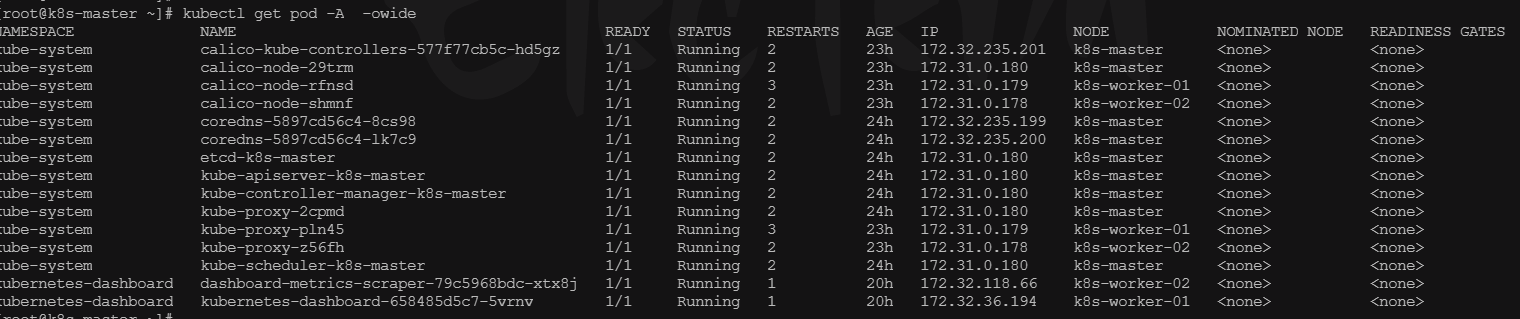 [root@k8s-master ~]# kubectl get pod -A  -owide
NAMESPACE              NAME                                         READY   STATUS    RESTARTS   AGE   IP               NODE            NOMINATED NODE   READINESS GATES
kube-system            calico-kube-controllers-577f77cb5c-hd5gz     1/1     Running   2          23h   172.32.235.201   k8s-master      <none>           <none>
kube-system            calico-node-29trm                            1/1     Running   2          23h   172.31.0.180     k8s-master      <none>           <none>
kube-system            calico-node-rfnsd                            1/1     Running   3          23h   172.31.0.179     k8s-worker-01   <none>           <none>
kube-system            calico-node-shmnf                            1/1     Running   2          23h   172.31.0.178     k8s-worker-02   <none>           <none>
kube-system            coredns-5897cd56c4-8cs98                     1/1     Running   2          24h   172.32.235.199   k8s-master      <none>           <none>
kube-system            coredns-5897cd56c4-lk7c9                     1/1     Running   2          24h   172.32.235.200   k8s-master      <none>           <none>
kube-system            etcd-k8s-master                              1/1     Running   2          24h   172.31.0.180     k8s-master      <none>           <none>
kube-system            kube-apiserver-k8s-master                    1/1     Running   2          24h   172.31.0.180     k8s-master      <none>           <none>
kube-system            kube-controller-manager-k8s-master           1/1     Running   2          24h   172.31.0.180     k8s-master      <none>           <none>
kube-system            kube-proxy-2cpmd                             1/1     Running   2          24h   172.31.0.180     k8s-master      <none>           <none>
kube-system            kube-proxy-pln45                             1/1     Running   3          23h   172.31.0.179     k8s-worker-01   <none>           <none>
kube-system            kube-proxy-z56fh                             1/1     Running   2          23h   172.31.0.178     k8s-worker-02   <none>           <none>
kube-system            kube-scheduler-k8s-master                    1/1     Running   2          24h   172.31.0.180     k8s-master      <none>           <none>
kubernetes-dashboard   dashboard-metrics-scraper-79c5968bdc-xtx8j   1/1     Running   1          20h   172.32.118.66    k8s-worker-02   <none>           <none>
kubernetes-dashboard   kubernetes-dashboard-658485d5c7-5vrnv        1/1     Running   1          20h   172.32.36.194    k8s-worker-01   <none>           <none>
[root@k8s-master ~]#